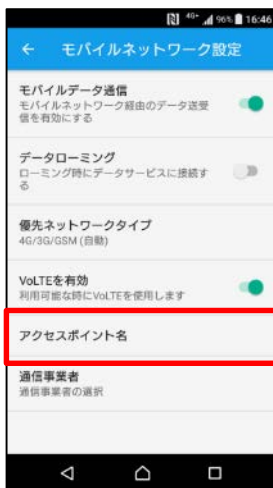 4G+ 96% 16:46
モバイルネットワーク設定
モバイルデータ通信
モバイルネットワーク経由のデータ送受
信を有効にする
データローミング
ローミング時にデータサービスに接続す
る
優先ネットワークタイプ
4G/3G/GSM (自動)
VoLTEを有効
利用可能な時にVoLTEを使用します
アクセスポイント名
通信事業者
通信事業者の選択